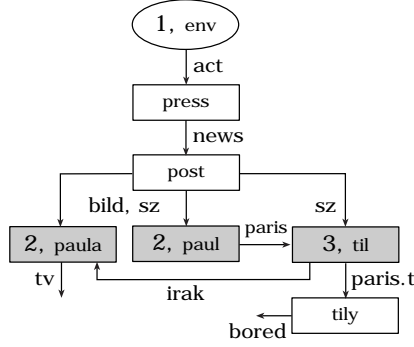 1, env
act
press
news
post
bild, sz
paris
sz
2, paula
2, paul
3, til
tv
irak
paris.t
bored
tily